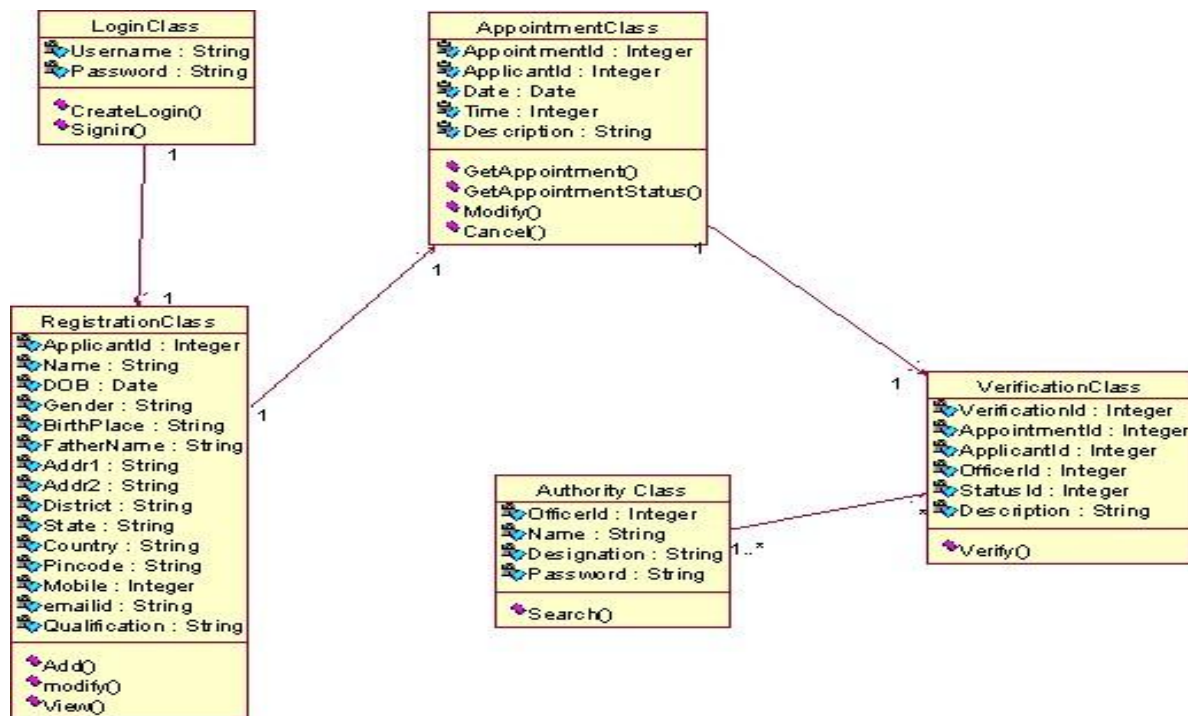 LoginClass
Username : String
Password : String
CreateLogin()
Signin()
1
1
AppointmentClass
AppointmentId : Integer
ApplicantId : Integer
Date : Date
Time : Integer
Description : String
GetAppointment()
GetAppointmentStatus()
Modify()
Cancel()
1
1
RegistrationClass
ApplicantId : Integer
Name : String
DOB : Date
Gender : String
BirthPlace : String
FatherName : String
Addr1 : String
Addr2 : String
District : String
State : String
Country : String
Pincode : String
Mobile : Integer
emailid : String
Qualification : String
Add()
modify()
View()
1
1
VerificationClass
VerificationId : Integer
AppointmentId : Integer
ApplicantId : Integer
OfficerId : Integer
StatusId : Integer
Description : String
Verify()
*
Authority Class
OfficerId : Integer
Name : String
Designation : String
Password : String
Search()
1..*